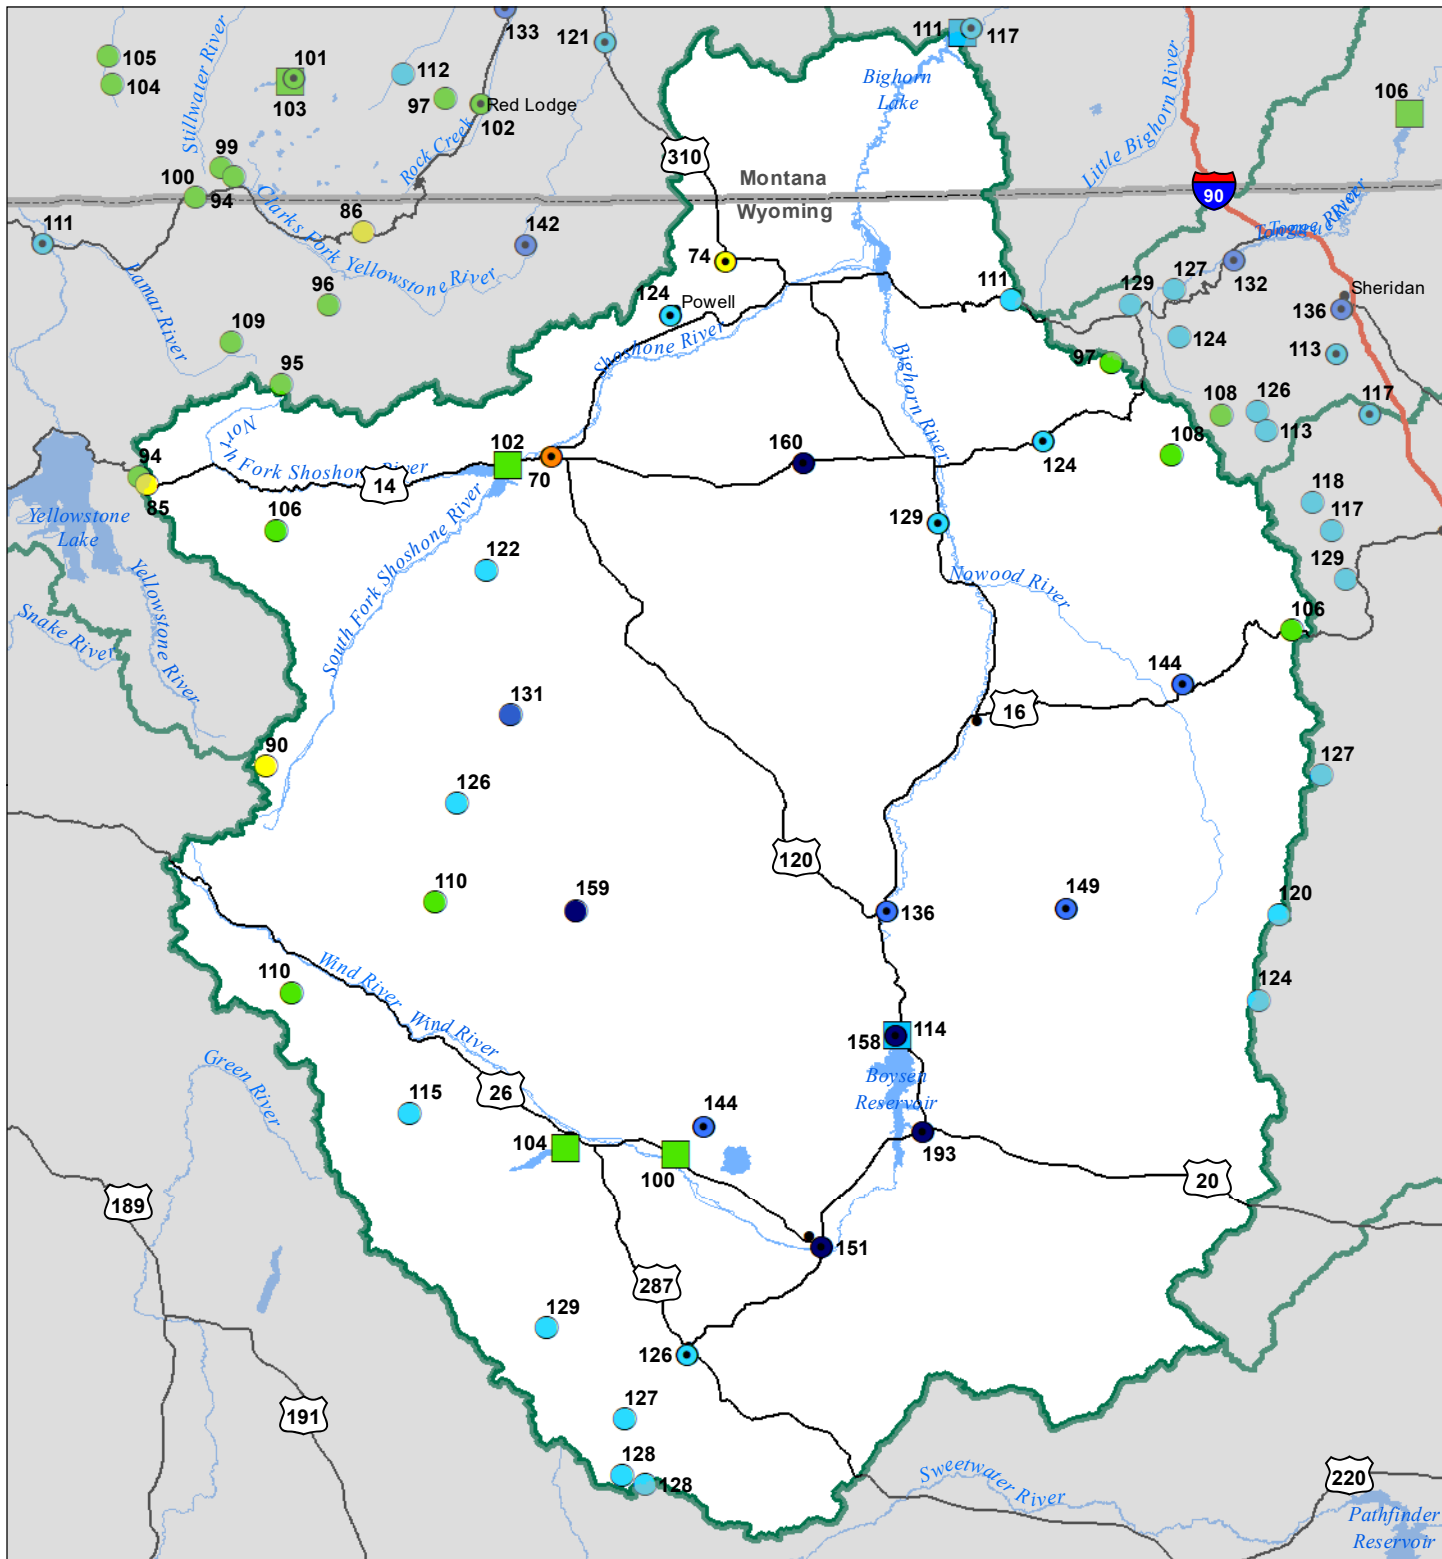 133
111
117
121
105
104
101
103
112
97
Red Lodge
102
Stillwater River
Rock Creek
Bighorn
Lake
Little Bighorn River
106
99
100
94
310
Montana
Wyoming
90
Clarks Fork Yellowstone River
86
142
111
Lamar River
96
109
95
74
124
Powell
Shoshone River
111
129
127
132
Sheridan
136
124
113
97
108
126
113
117
108
Bighorn River
North Fork Shoshone River
94
85
14
102
70
160
124
129
118
117
129
Yellowstone
Lake
106
122
South Fork Shoshone River
Yellowstone River
Snake River
Nowood River
106
144
16
131
90
126
127
120
110
159
136
149
120
110
124
Wind River
Wind River
158
114
Boysen
Reservoir
Green River
115
26
144
104
100
193
20
189
151
287
129
126
191
127
128
128
Sweetwater River
220
Pathfinder
Reservoir